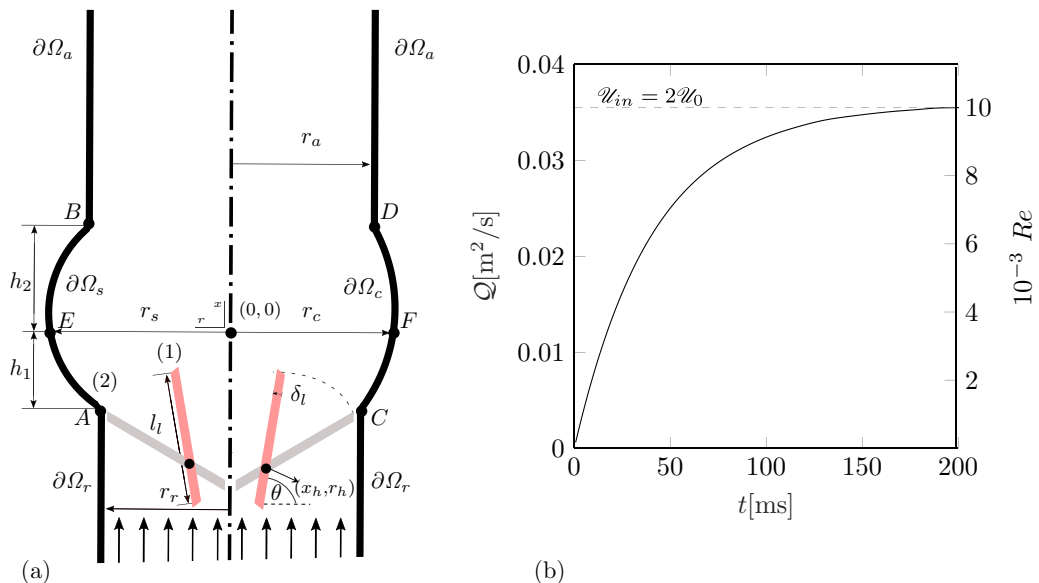 ∂Ω_a
∂Ω_a
r_a
B
D
h_2
∂Ω_s
∂Ω_c
x
(0,0)
r
r_s
r_c
E
F
h_1
(1)
(2)
δ_l
A
l_l
C
∂Ω_r
r_r
θ
(x_h,r_h)
∂Ω_r
(a)
0.04
𝒰_in = 2𝒰_0
10
0.03
8
𝒬[m²/s]
0.02
6
10⁻³ Re
4
0.01
2
0
0
50
100
150
200
t[ms]
(b)